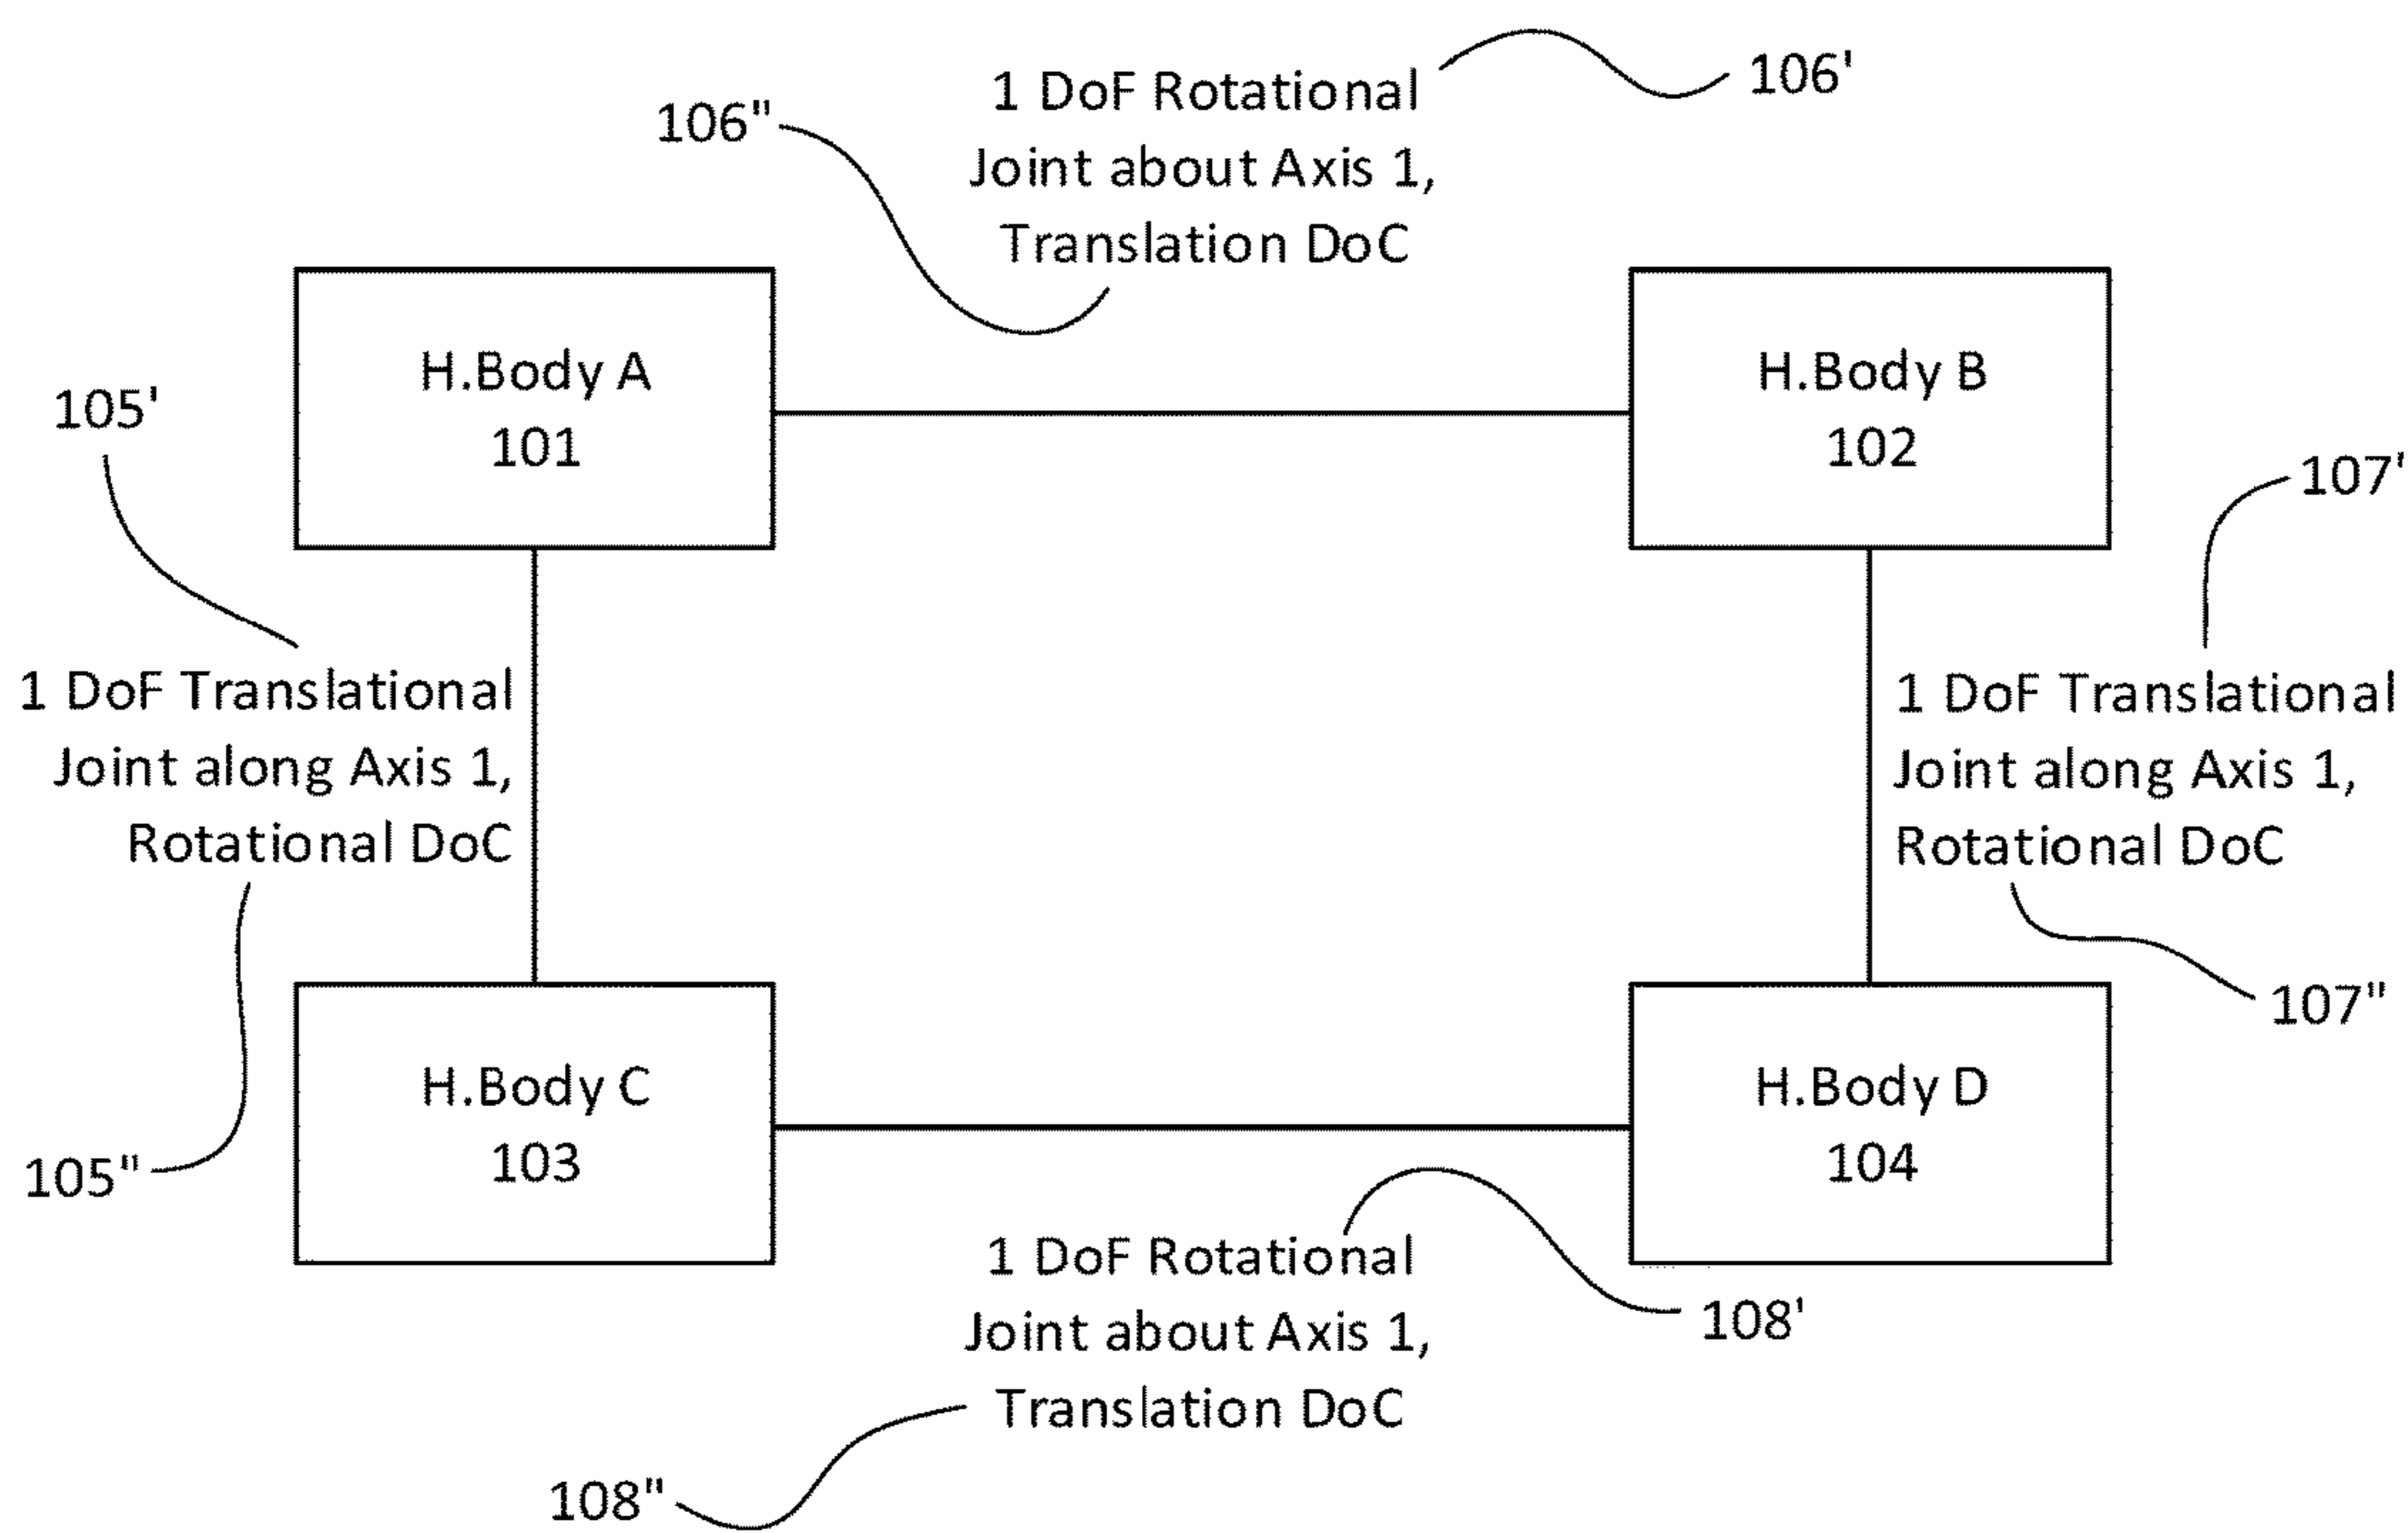 106'
106"
1 DoF Rotational
Joint about Axis 1,
Translation DoC
H.Body A
101
H.Body B
102
105'
107'
1 DoF Translational
Joint along Axis 1,
Rotational DoC
1 DoF Translational
Joint along Axis 1,
Rotational DoC
107"
H.Body C
103
H.Body D
104
105"
1 DoF Rotational
Joint about Axis 1,
Translation DoC
108'
108"